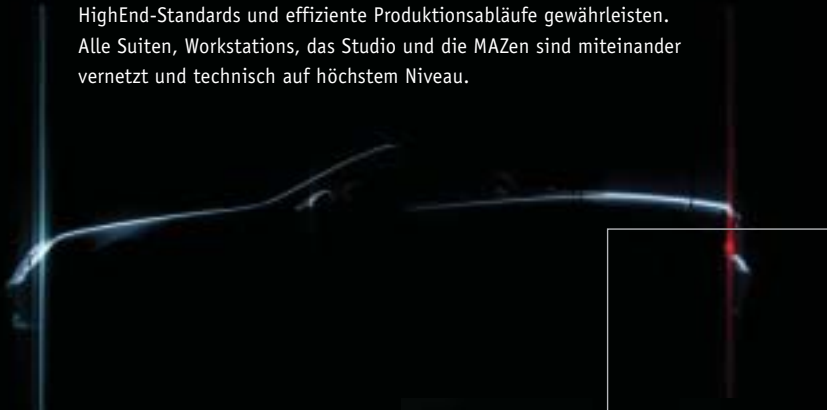 HighEnd-Standards und effiziente Produktionsabläufe gewährleisten.
Alle Suiten, Workstations, das Studio und die MAZen sind miteinander
vernetzt und technisch auf höchstem Niveau.